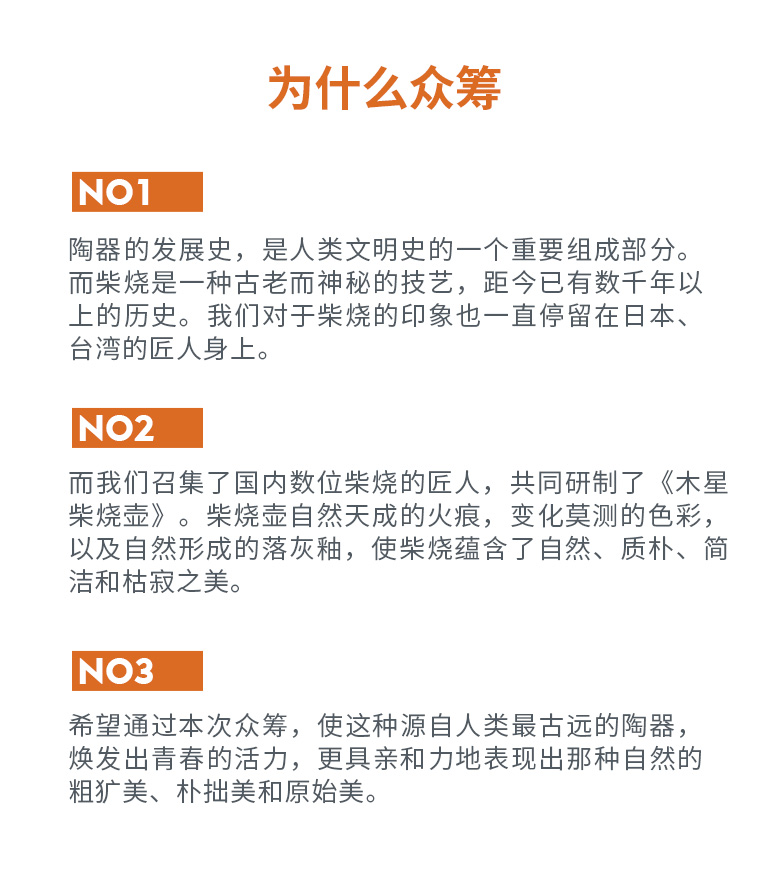 为什么众筹
NO1
陶器的发展史，是人类文明史的一个重要组成部分。
而柴烧是一种古老而神秘的技艺，距今已有数千年以
上的历史。我们对于柴烧的印象也一直停留在日本、
台湾的匠人身上。
NO2
而我们召集了国内数位柴烧的匠人，共同研制了《木星
柴烧壶》。柴烧壶自然天成的火痕，变化莫测的色彩，
以及自然形成的落灰釉，使柴烧蕴含了自然、质朴、简
洁和枯寂之美。
NO3
希望通过本次众筹，使这种源自人类最古远的陶器，
焕发出青春的活力，更具亲和力地表现出那种自然的
粗犷美、朴拙美和原始美。